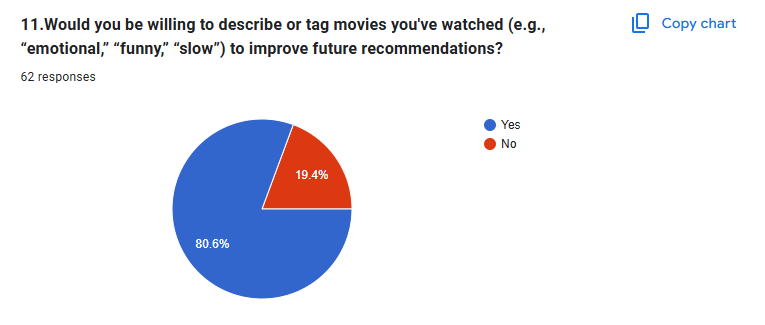 11.Would you be willing to describe or tag movies you've watched (e.g.,
“emotional,” “funny,” “slow”) to improve future recommendations?
Copy chart
62 responses
Yes
No
19.4%
80.6%